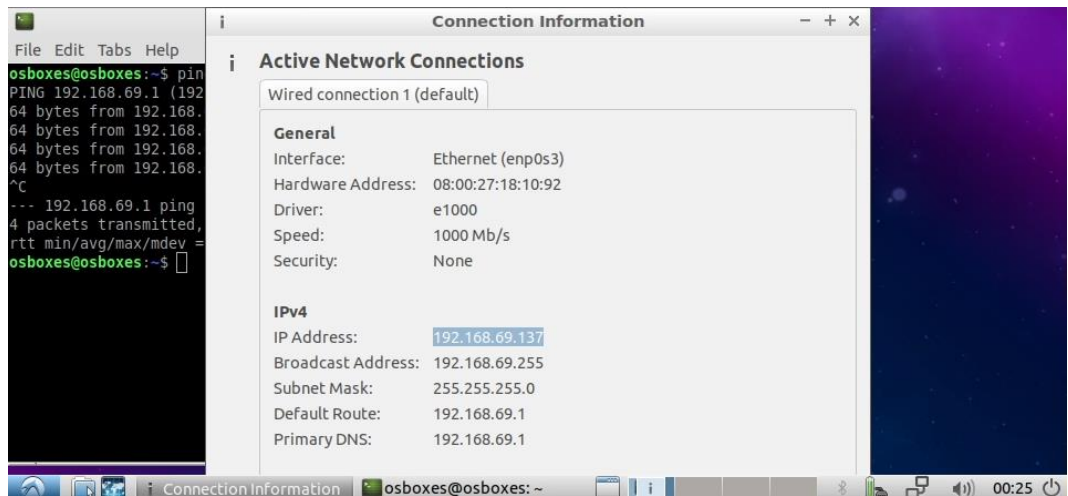 Connection Information
File Edit Tabs Help
osboxes@osboxes:~$ pin
PING 192.168.69.1 (192
64 bytes from 192.168.
64 bytes from 192.168.
64 bytes from 192.168.
64 bytes from 192.168.
^C
--- 192.168.69.1 ping
4 packets transmitted,
rtt min/avg/max/mdev =
osboxes@osboxes:~$
Active Network Connections
Wired connection 1 (default)
General
Interface: Ethernet (enp0s3)
Hardware Address: 08:00:27:18:10:92
Driver: e1000
Speed: 1000 Mb/s
Security: None
IPv4
IP Address: 192.168.69.137
Broadcast Address: 192.168.69.255
Subnet Mask: 255.255.255.0
Default Route: 192.168.69.1
Primary DNS: 192.168.69.1
Connection Information osboxes@osboxes: ~ 00:25